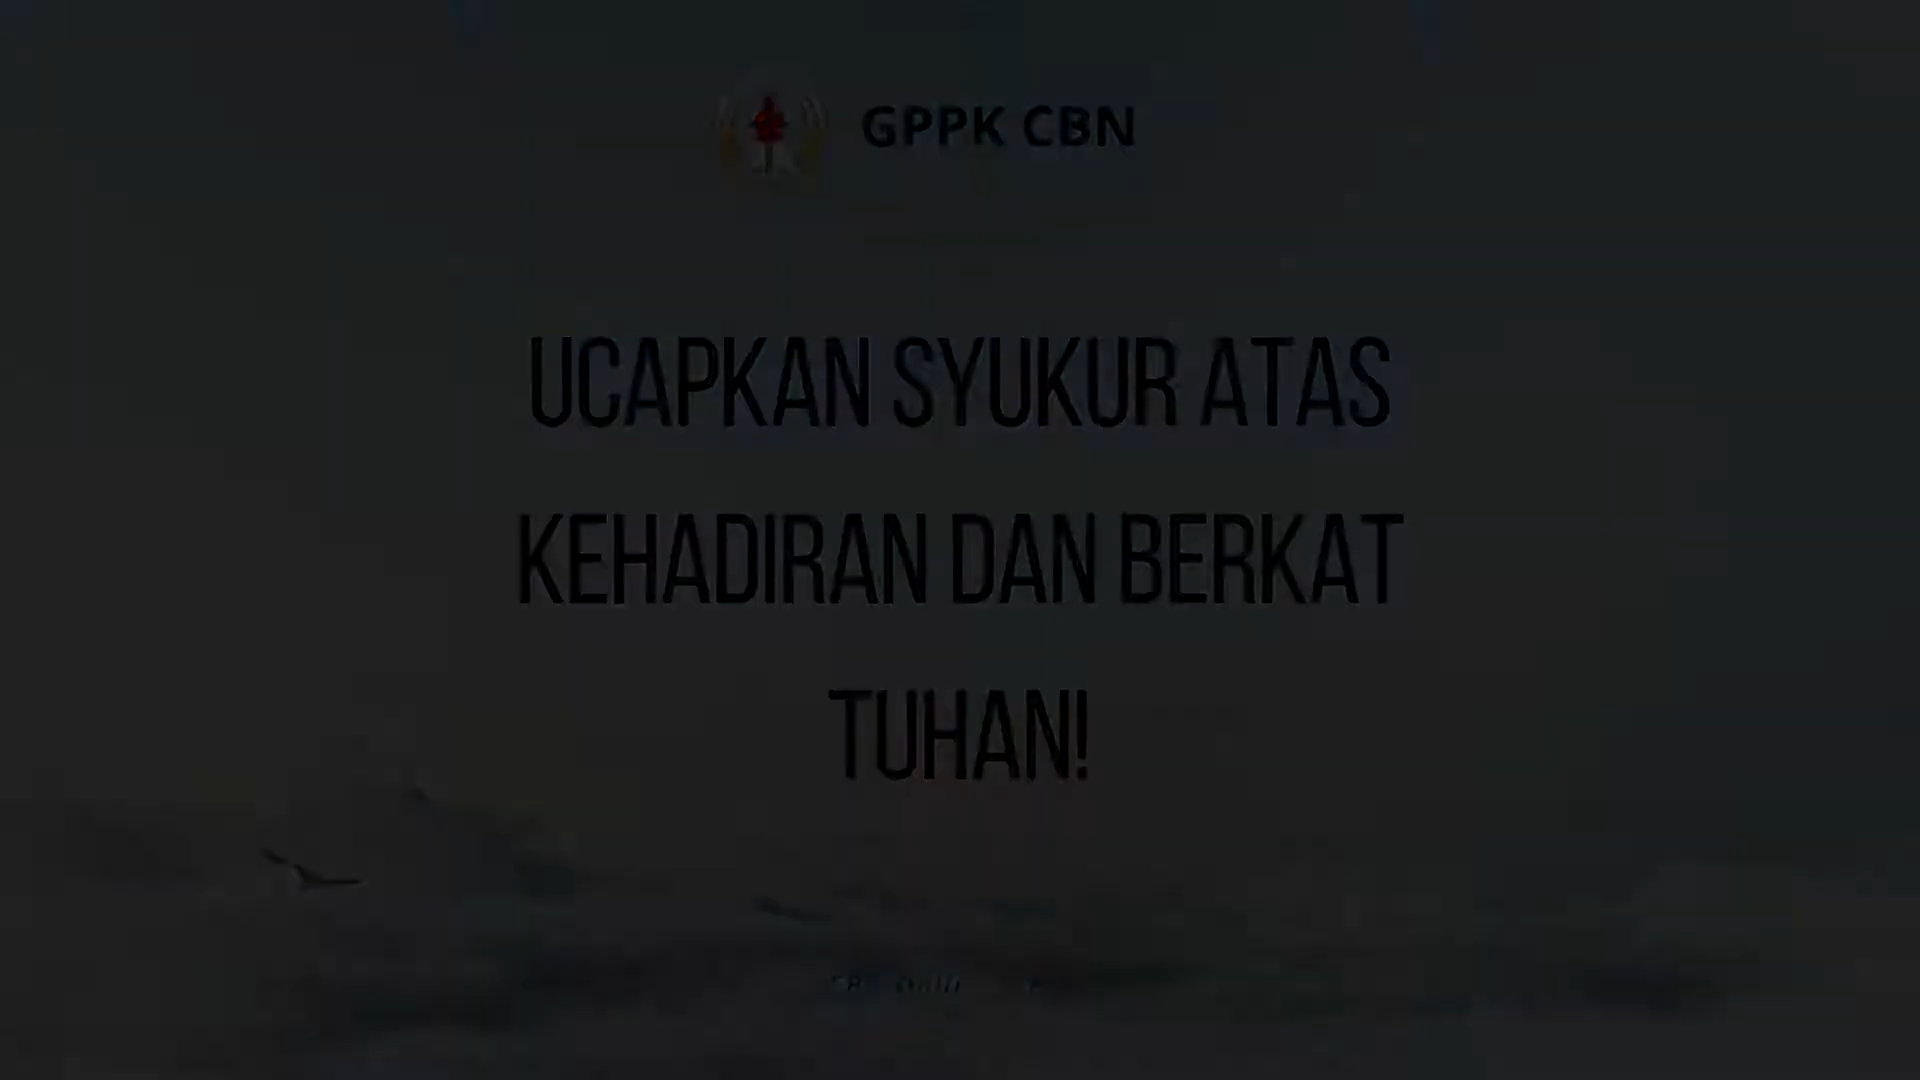 GPPK CBN
UCAPKAN SYUKUR ATAS
KEHADIRAN DAN BERKAT
TUHAN!